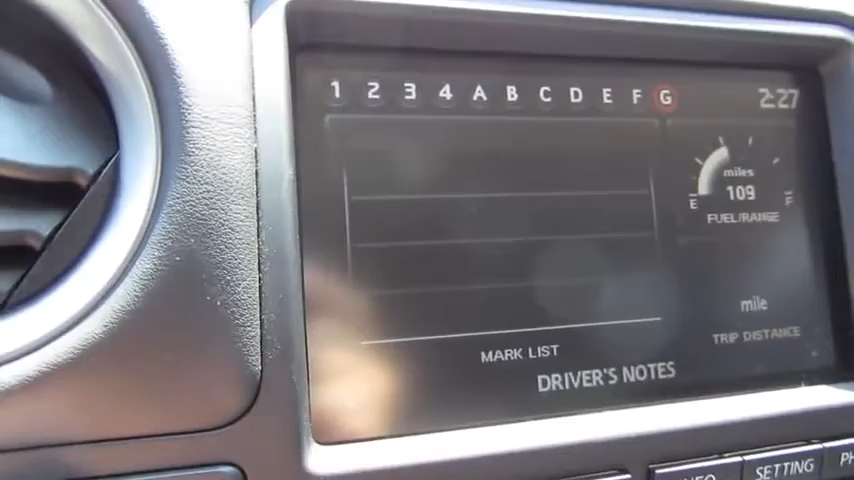 1 2 3 4 A B C D E F G 2:27
miles
109
E F
FUEL/RANGE
mile
TRIP DISTANCE
MARK LIST
DRIVER'S NOTES
SETTING